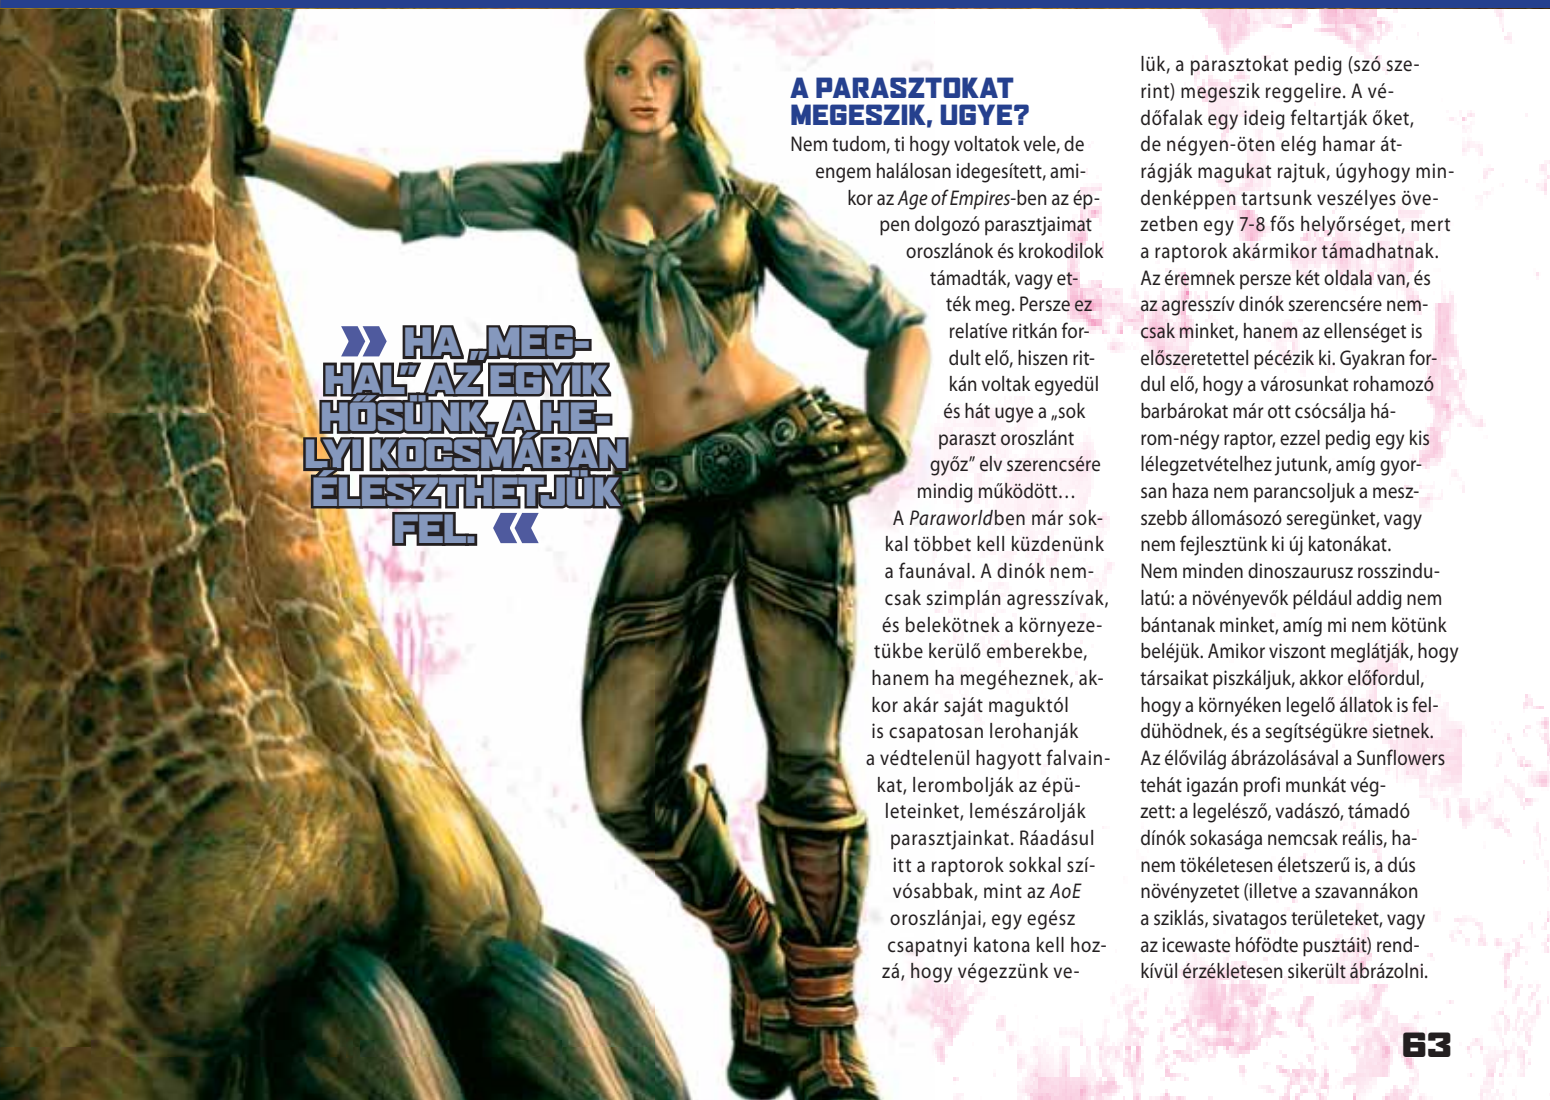 » HA „MEG-
HAL” AZ EGYIK
HŐSÜNK, A HE-
LYI KOCSMÁBAN
ÉLESZTHETJÜK
FEL. «
A PARASZTOKAT
MEGESZIK, UGYE?
Nem tudom, ti hogy voltatok vele, de
engem halálosan idegesített, ami-
kor az Age of Empires-ben az ép-
pen dolgozó parasztjaimat
oroszlánok és krokodilok
támadták, vagy et-
ték meg. Persze ez
relatíve ritkán for-
dult elő, hiszen rit-
kán voltak egyedül
és hát ugye a „sok
paraszt oroszlánt
győz” elv szerencsére
mindig működött…
A Paraworldben már sok-
kal többet kell küzdenünk
a faunával. A dinók nem-
csak szimplán agresszívak,
és belekötnek a környeze-
tükbe kerülő emberekbe,
hanem ha megéheznek, ak-
kor akár saját maguktól
is csapatosan lerohanják
a védtelenül hagyott falvain-
kat, lerombolják az épü-
leteinket, lemészárolják
parasztjainkat. Ráadásul
itt a raptorok sokkal szí-
vósabbak, mint az AoE
oroszlánjai, egy egész
csapatnyi katona kell hoz-
zá, hogy végezzünk ve-
lük, a parasztokat pedig (szó sze-
rint) megeszik reggelire. A vé-
dőfalak egy ideig feltartják őket,
de négyen-öten elég hamar át-
rágják magukat rajtuk, úgyhogy min-
denképpen tartsunk veszélyes öve-
zetben egy 7-8 fős helyőrséget, mert
a raptorok akármikor támadhatnak.
Az éremnek persze két oldala van, és
az agresszív dinók szerencsére nem-
csak minket, hanem az ellenséget is
előszeretettel pécézik ki. Gyakran for-
dul elő, hogy a városunkat rohamozó
barbárokat már ott csócsálja há-
rom-négy raptor, ezzel pedig egy kis
lélegzetvételhez jutunk, amíg gyor-
san haza nem parancsoljuk a mesz-
szebb állomásozó seregünket, vagy
nem fejlesztünk ki új katonákat.
Nem minden dinoszaurusz rosszindu-
latú: a növényevők például addig nem
bántanak minket, amíg mi nem kötünk
beléjük. Amikor viszont meglátják, hogy
társaikat piszkáljuk, akkor előfordul,
hogy a környéken legelő állatok is fel-
dühödnek, és a segítségükre sietnek.
Az élővilág ábrázolásával a Sunflowers
tehát igazán profi munkát vég-
zett: a legelésző, vadászó, támadó
dínók sokasága nemcsak reális, ha-
nem tökéletesen életszerű is, a dús
növényzetet (illetve a szavannákon
a sziklás, sivatagos területeket, vagy
az icewaste hófödte pusztáit) rend-
kívül érzékletesen sikerült ábrázolni.
63